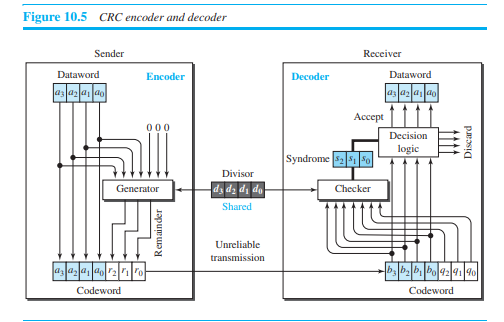 Figure 10.5 CRC encoder and decoder
Sender
Receiver
Dataword
Encoder
Decoder
Dataword
a3 a2 a1 a0
a3 a2 a1 a0
Accept
0 0 0
Decision
logic
Discard
Syndrome s2 s1 s0
Divisor
Generator
d3 d2 d1 d0
Checker
Shared
Remainder
Unreliable
transmission
a3 a2 a1 a0 r2 r1 r0
b3 b2 b1 b0 q2 q1 q0
Codeword
Codeword